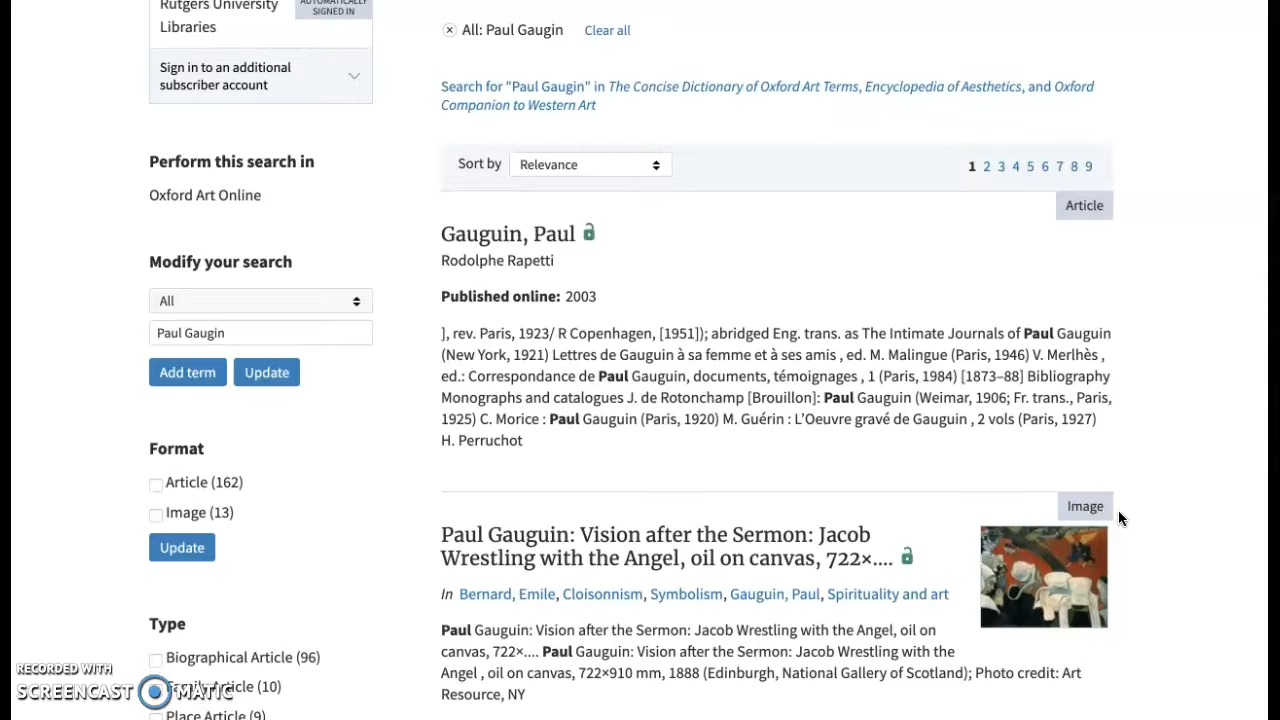 Rutgers University
Libraries
AUTOMATICALLY
SIGNED IN
Sign in to an additional
subscriber account
All: Paul Gaugin Clear all
Search for "Paul Gaugin" in The Concise Dictionary of Oxford Art Terms, Encyclopedia of Aesthetics, and Oxford
Companion to Western Art
Perform this search in
Oxford Art Online
Modify your search
All
Paul Gaugin
Add term Update
Format
Article (162)
Image (13)
Update
Type
Biographical Article (96)
Family Article (10)
Place Article (9)
Sort by Relevance 1 2 3 4 5 6 7 8 9
Article
Gauguin, Paul
Rodolphe Rapetti
Published online: 2003
], rev. Paris, 1923/ R Copenhagen, [1951]); abridged Eng. trans. as The Intimate Journals of Paul Gauguin
(New York, 1921) Lettres de Gauguin à sa femme et à ses amis , ed. M. Malingue (Paris, 1946) V. Merlhès ,
ed.: Correspondance de Paul Gauguin, documents, témoignages , 1 (Paris, 1984) [1873–88] Bibliography
Monographs and catalogues J. de Rotonchamp [Brouillon]: Paul Gauguin (Weimar, 1906; Fr. trans., Paris,
1925) C. Morice : Paul Gauguin (Paris, 1920) M. Guérin : L’Oeuvre gravé de Gauguin , 2 vols (Paris, 1927)
H. Perruchot
Image
Paul Gauguin: Vision after the Sermon: Jacob
Wrestling with the Angel, oil on canvas, 722×....
In Bernard, Emile, Cloisonnism, Symbolism, Gauguin, Paul, Spirituality and art
Paul Gauguin: Vision after the Sermon: Jacob Wrestling with the Angel, oil on
canvas, 722×.... Paul Gauguin: Vision after the Sermon: Jacob Wrestling with the
Angel , oil on canvas, 722×910 mm, 1888 (Edinburgh, National Gallery of Scotland); Photo credit: Art
Resource, NY
RECORDED WITH
SCREENCAST MATIC